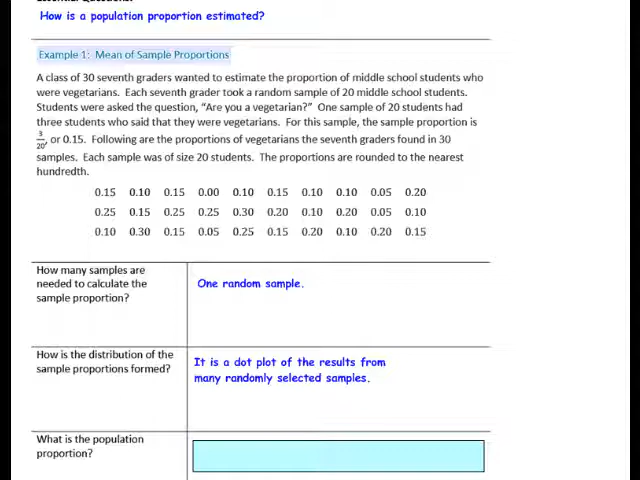 How is a population proportion estimated?
Example 1: Mean of Sample Proportions
A class of 30 seventh graders wanted to estimate the proportion of middle school students who
were vegetarians. Each seventh grader took a random sample of 20 middle school students.
Students were asked the question, “Are you a vegetarian?” One sample of 20 students had
three students who said that they were vegetarians. For this sample, the sample proportion is
3/20, or 0.15. Following are the proportions of vegetarians the seventh graders found in 30
samples. Each sample was of size 20 students. The proportions are rounded to the nearest
hundredth.
0.15 0.10 0.15 0.00 0.10 0.15 0.10 0.10 0.05 0.20
0.25 0.15 0.25 0.25 0.30 0.20 0.10 0.20 0.05 0.10
0.10 0.30 0.15 0.05 0.25 0.15 0.20 0.10 0.20 0.15
How many samples are
needed to calculate the
sample proportion?
One random sample.
How is the distribution of the
sample proportions formed?
It is a dot plot of the results from
many randomly selected samples.
What is the population
proportion?